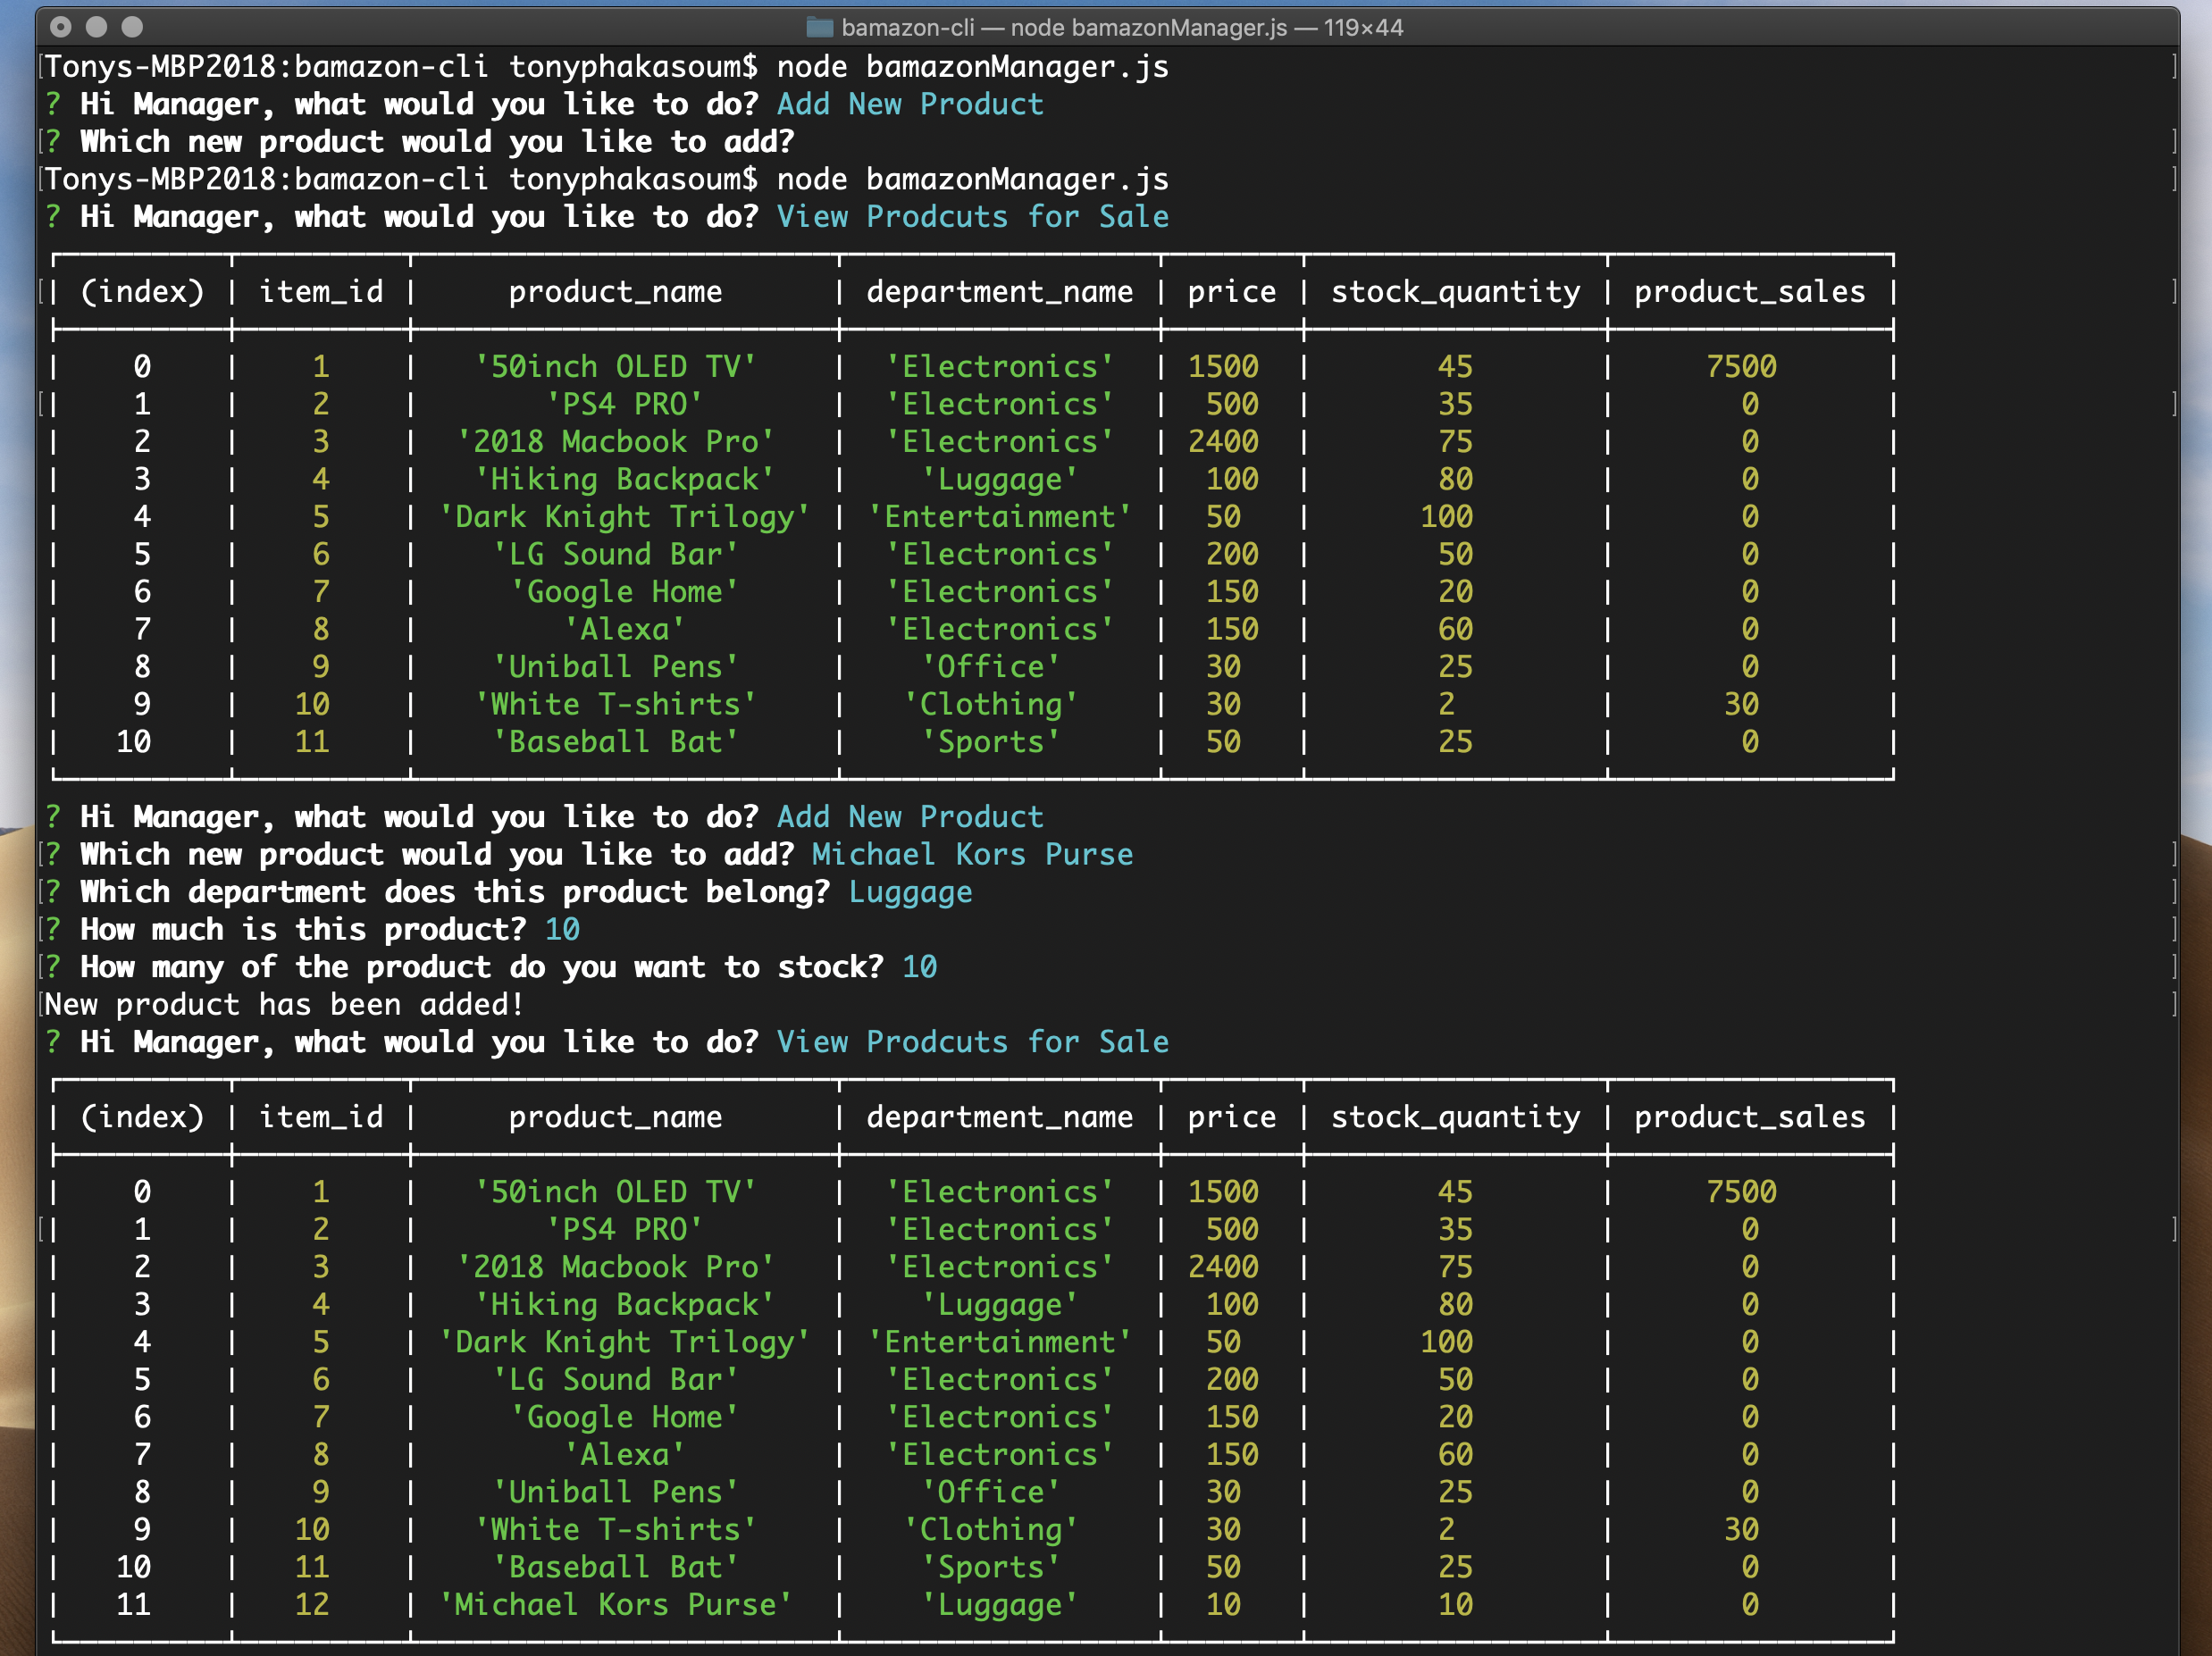 bamazon-cli — node bamazonManager.js — 119×44
[Tonys-MBP2018:bamazon-cli tonyphakasoum$ node bamazonManager.js ]
? Hi Manager, what would you like to do? Add New Product
[? Which new product would you like to add? ]
[Tonys-MBP2018:bamazon-cli tonyphakasoum$ node bamazonManager.js ]
? Hi Manager, what would you like to do? View Prodcuts for Sale
[| (index) | item_id | product_name | department_name | price | stock_quantity | product_sales | ]
| 0 | 1 | '50inch OLED TV' | 'Electronics' | 1500 | 45 | 7500 |
[| 1 | 2 | 'PS4 PRO' | 'Electronics' | 500 | 35 | 0 | ]
| 2 | 3 | '2018 Macbook Pro' | 'Electronics' | 2400 | 75 | 0 |
| 3 | 4 | 'Hiking Backpack' | 'Luggage' | 100 | 80 | 0 |
| 4 | 5 | 'Dark Knight Trilogy' | 'Entertainment' | 50 | 100 | 0 |
| 5 | 6 | 'LG Sound Bar' | 'Electronics' | 200 | 50 | 0 |
| 6 | 7 | 'Google Home' | 'Electronics' | 150 | 20 | 0 |
| 7 | 8 | 'Alexa' | 'Electronics' | 150 | 60 | 0 |
| 8 | 9 | 'Uniball Pens' | 'Office' | 30 | 25 | 0 |
| 9 | 10 | 'White T-shirts' | 'Clothing' | 30 | 2 | 30 |
| 10 | 11 | 'Baseball Bat' | 'Sports' | 50 | 25 | 0 |
? Hi Manager, what would you like to do? Add New Product
[? Which new product would you like to add? Michael Kors Purse ]
[? Which department does this product belong? Luggage ]
[? How much is this product? 10 ]
[? How many of the product do you want to stock? 10 ]
[New product has been added! ]
? Hi Manager, what would you like to do? View Prodcuts for Sale
| (index) | item_id | product_name | department_name | price | stock_quantity | product_sales |
| 0 | 1 | '50inch OLED TV' | 'Electronics' | 1500 | 45 | 7500 |
[| 1 | 2 | 'PS4 PRO' | 'Electronics' | 500 | 35 | 0 | ]
| 2 | 3 | '2018 Macbook Pro' | 'Electronics' | 2400 | 75 | 0 |
| 3 | 4 | 'Hiking Backpack' | 'Luggage' | 100 | 80 | 0 |
| 4 | 5 | 'Dark Knight Trilogy' | 'Entertainment' | 50 | 100 | 0 |
| 5 | 6 | 'LG Sound Bar' | 'Electronics' | 200 | 50 | 0 |
| 6 | 7 | 'Google Home' | 'Electronics' | 150 | 20 | 0 |
| 7 | 8 | 'Alexa' | 'Electronics' | 150 | 60 | 0 |
| 8 | 9 | 'Uniball Pens' | 'Office' | 30 | 25 | 0 |
| 9 | 10 | 'White T-shirts' | 'Clothing' | 30 | 2 | 30 |
| 10 | 11 | 'Baseball Bat' | 'Sports' | 50 | 25 | 0 |
| 11 | 12 | 'Michael Kors Purse' | 'Luggage' | 10 | 10 | 0 |